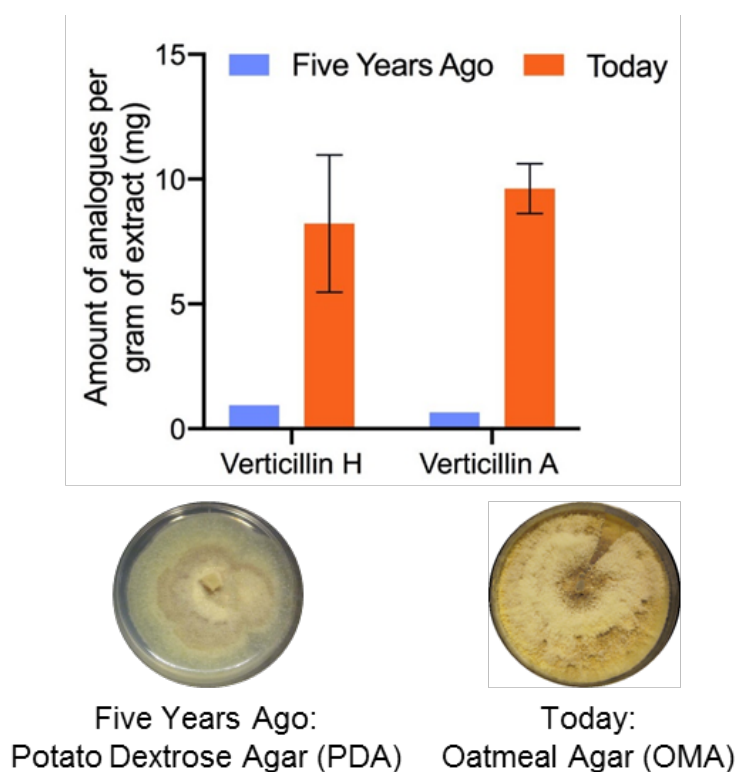 15
Five Years Ago
Today
Amount of analogues per
gram of extract (mg)
10
5
0
Verticillin H
Verticillin A
Five Years Ago:
Potato Dextrose Agar (PDA)
Today:
Oatmeal Agar (OMA)